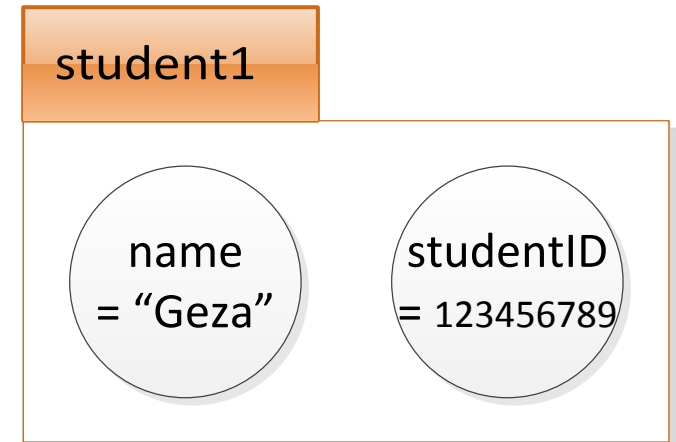 student1
name
= “Geza”
studentID
= 123456789